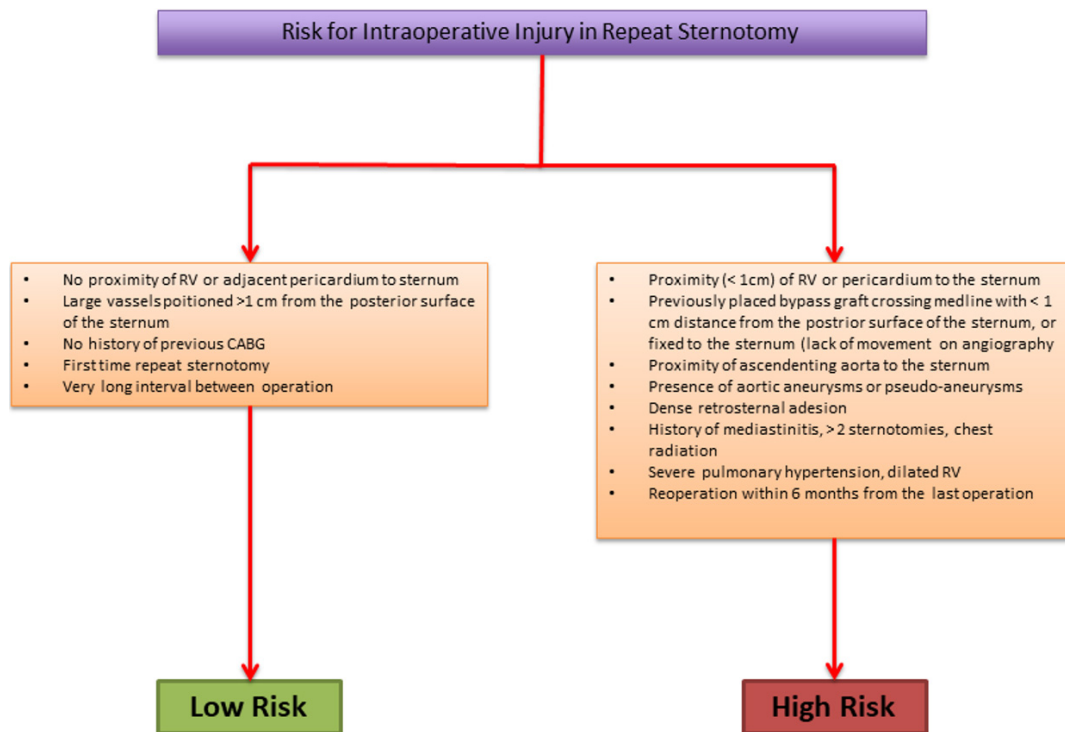 Risk for Intraoperative Injury in Repeat Sternotomy
• No proximity of RV or adjacent pericardium to sternum
• Large vassels poitioned >1 cm from the posterior surface
of the sternum
• No history of previous CABG
• First time repeat sternotomy
• Very long interval between operation
• Proximity (< 1cm) of RV or pericardium to the sternum
• Previously placed bypass graft crossing medline with < 1
cm distance from the postrior surface of the sternum, or
fixed to the sternum (lack of movement on angiography
• Proximity of ascendenting aorta to the sternum
• Presence of aortic aneurysms or pseudo-aneurysms
• Dense retrosternal adesion
• History of mediastinitis, >2 sternotomies, chest
radiation
• Severe pulmonary hypertension, dilated RV
• Reoperation within 6 months from the last operation
Low Risk
High Risk